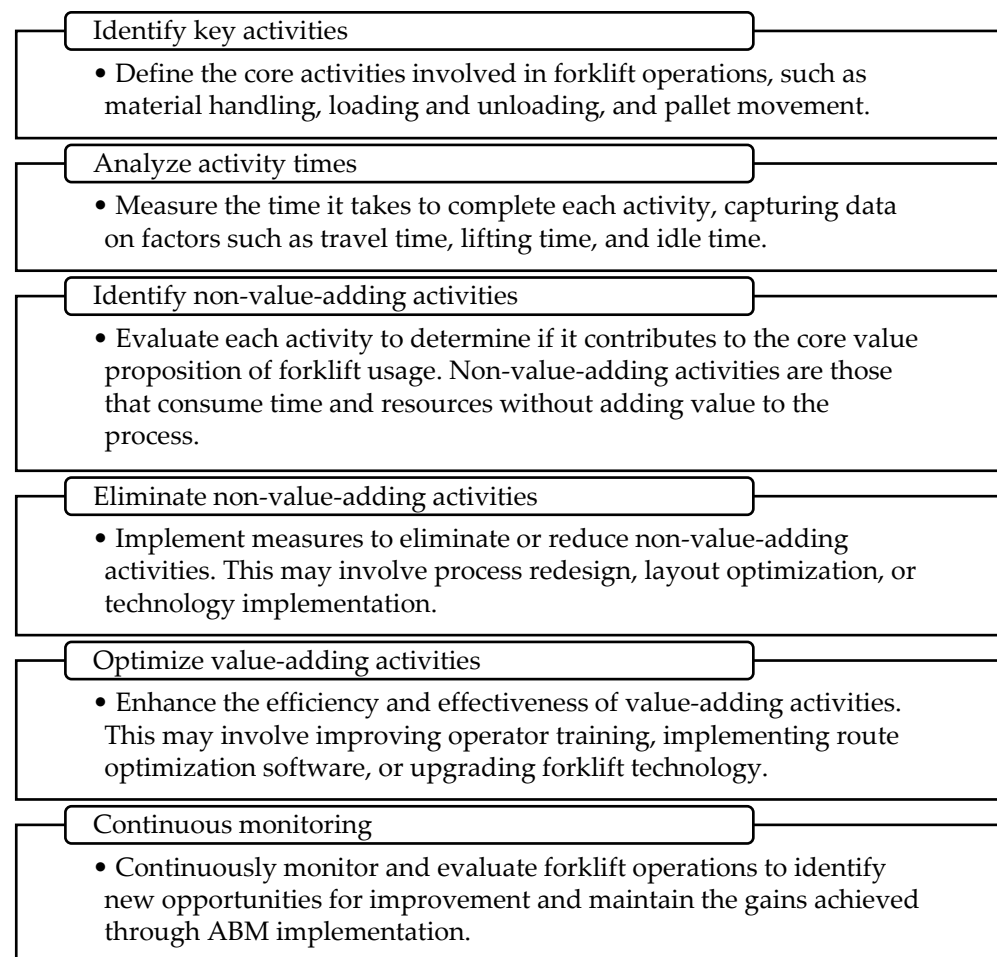 Identify key activities
• Define the core activities involved in forklift operations, such as
material handling, loading and unloading, and pallet movement.
Analyze activity times
• Measure the time it takes to complete each activity, capturing data
on factors such as travel time, lifting time, and idle time.
Identify non-value-adding activities
• Evaluate each activity to determine if it contributes to the core value
proposition of forklift usage. Non-value-adding activities are those
that consume time and resources without adding value to the
process.
Eliminate non-value-adding activities
• Implement measures to eliminate or reduce non-value-adding
activities. This may involve process redesign, layout optimization, or
technology implementation.
Optimize value-adding activities
• Enhance the efficiency and effectiveness of value-adding activities.
This may involve improving operator training, implementing route
optimization software, or upgrading forklift technology.
Continuous monitoring
• Continuously monitor and evaluate forklift operations to identify
new opportunities for improvement and maintain the gains achieved
through ABM implementation.